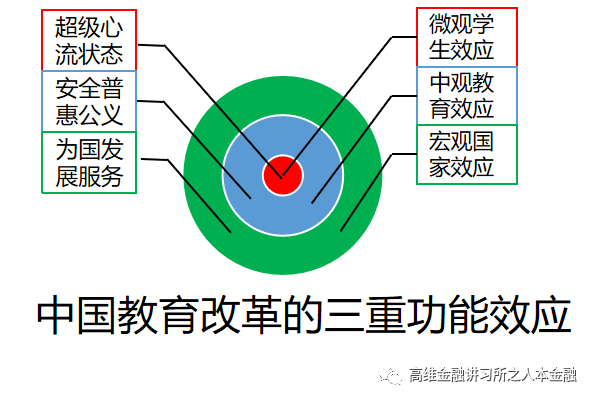 超级心
流状态
安全普
惠公义
为国发
展服务
微观学
生效应
中观教
育效应
宏观国
家效应
中国教育改革的三重功能效应
高维金融讲习所之人本金融